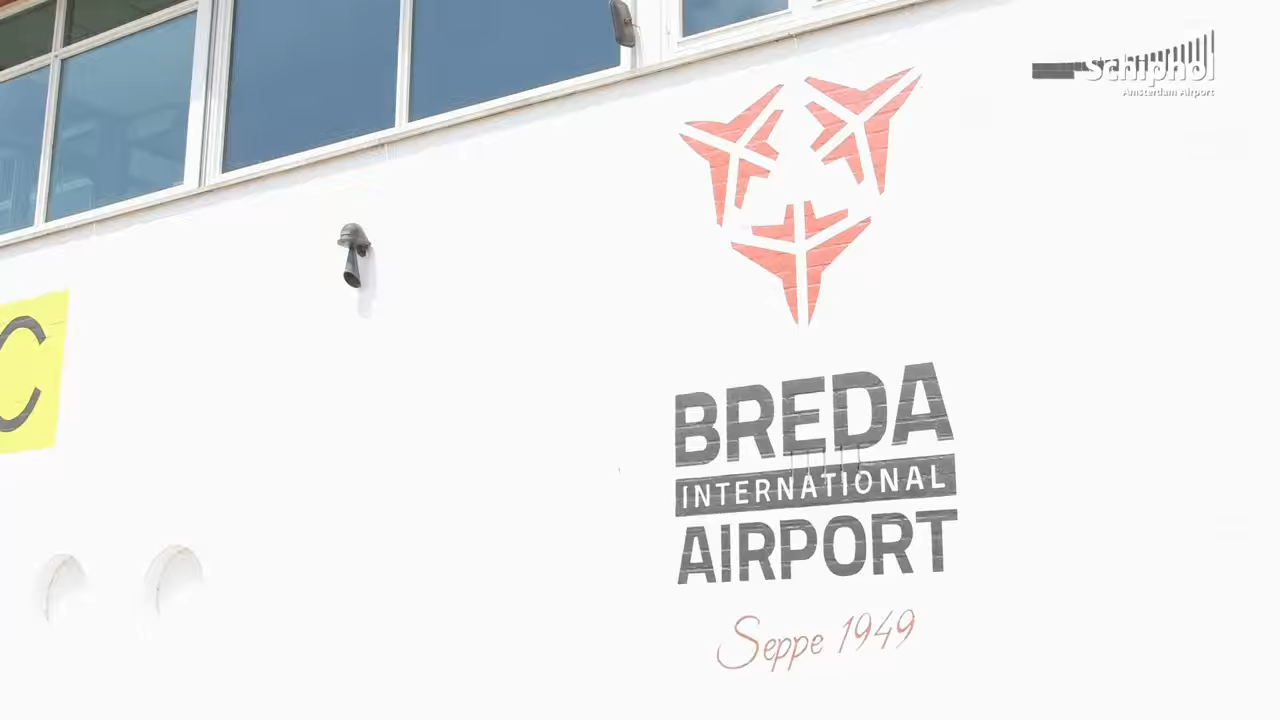 Schiphol
Amsterdam Airport
C
BREDA
INTERNATIONAL
AIRPORT
Seppe 1949